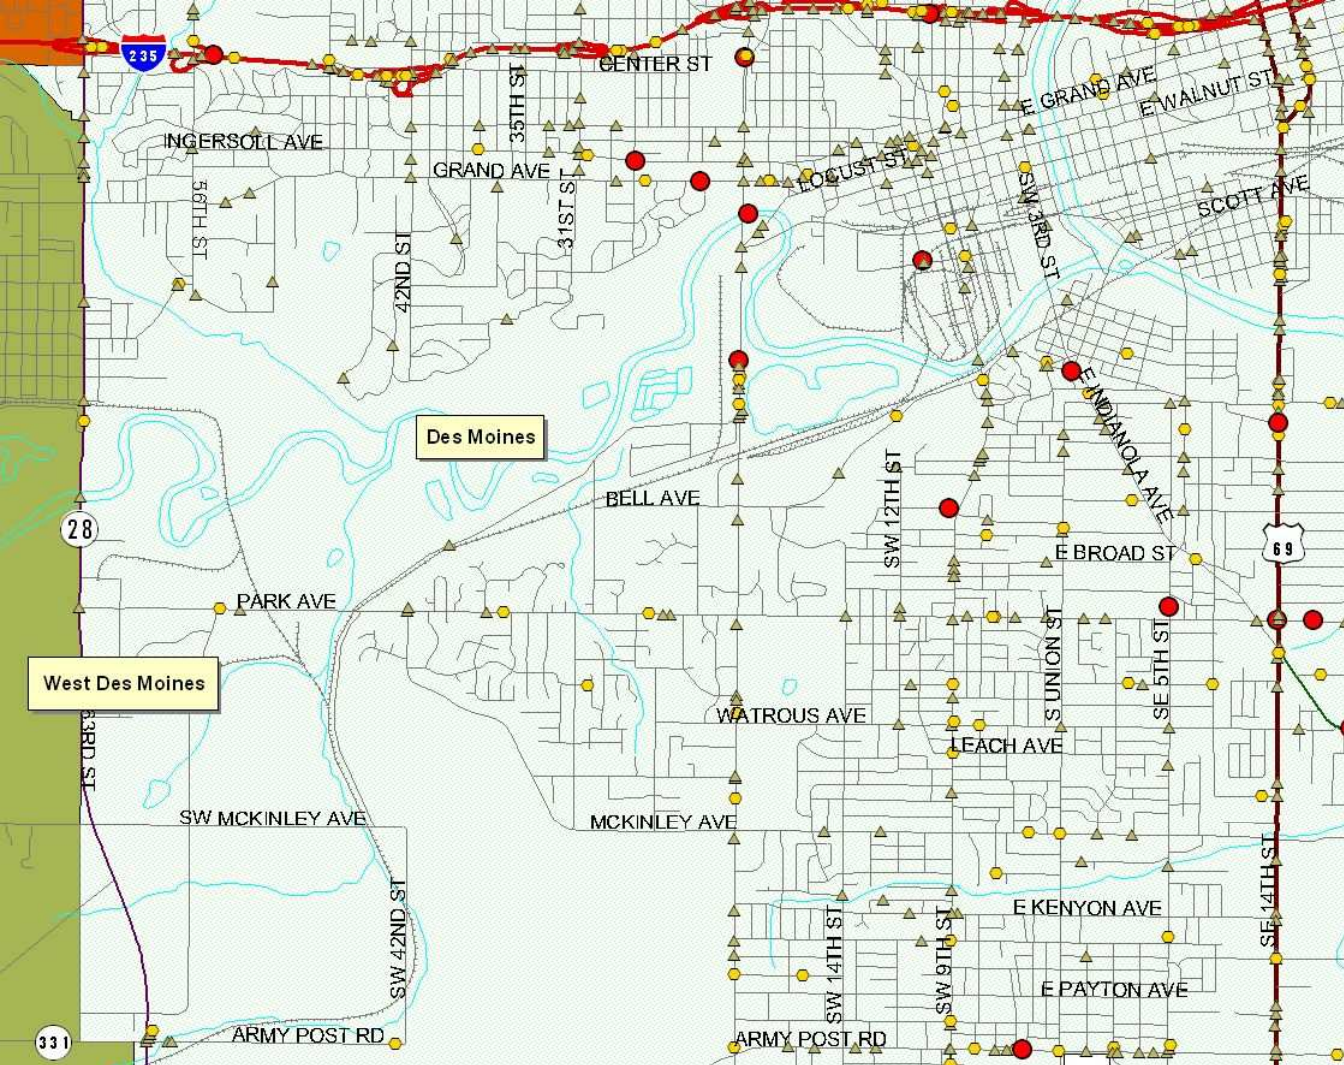 235
CENTER ST
E GRAND AVE
E WALNUT ST
35TH ST
INGERSOLL AVE
GRAND AVE
LOCUST ST
56TH ST
31ST ST
SW 3RD ST
SCOTT AVE
42ND ST
Des Moines
E INDIANOLA AVE
BELL AVE
SW 12TH ST
28
69
E BROAD ST
PARK AVE
S UNION ST
SE 5TH ST
West Des Moines
63RD ST
WATROUS AVE
LEACH AVE
SW MCKINLEY AVE
MCKINLEY AVE
SE 14TH ST
SW 42ND ST
SW 14TH ST
SW 9TH ST
E KENYON AVE
E PAYTON AVE
331
ARMY POST RD
ARMY POST RD